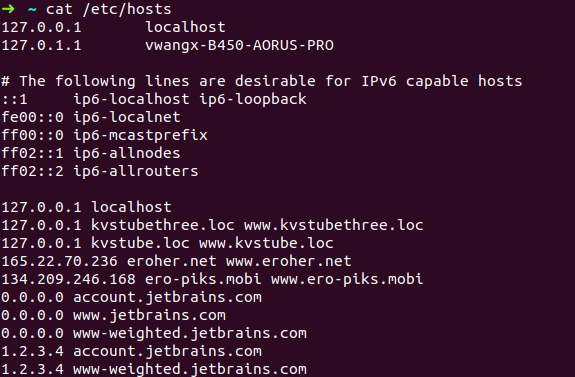 ➜ ~ cat /etc/hosts
127.0.0.1 localhost
127.0.1.1 vwangx-B450-AORUS-PRO
# The following lines are desirable for IPv6 capable hosts
::1 ip6-localhost ip6-loopback
fe00::0 ip6-localnet
ff00::0 ip6-mcastprefix
ff02::1 ip6-allnodes
ff02::2 ip6-allrouters
127.0.0.1 localhost
127.0.0.1 kvstubethree.loc www.kvstubethree.loc
127.0.0.1 kvstube.loc www.kvstube.loc
165.22.70.236 eroher.net www.eroher.net
134.209.246.168 ero-piks.mobi www.ero-piks.mobi
0.0.0.0 account.jetbrains.com
0.0.0.0 www.jetbrains.com
0.0.0.0 www-weighted.jetbrains.com
1.2.3.4 account.jetbrains.com
1.2.3.4 www-weighted.jetbrains.com